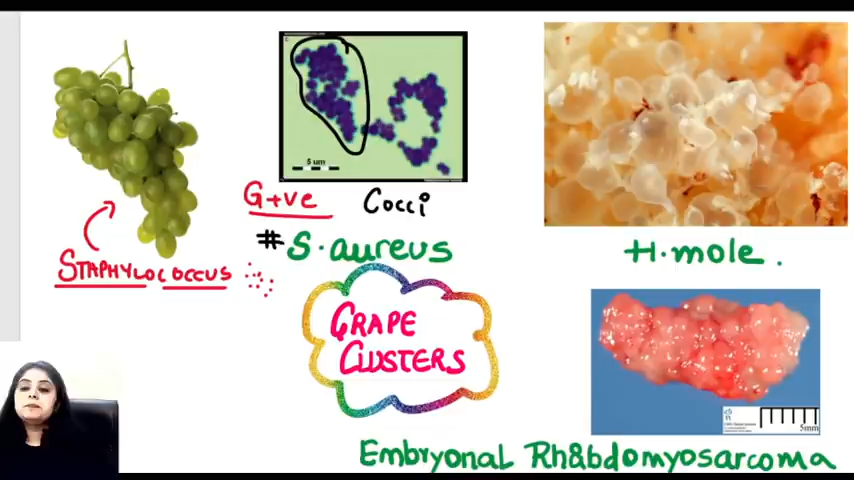 5 um
G+ve Cocci
# S.aureus
STAPHYLOCOCCUS
H.mole.
GRAPE
CLUSTERS
5mm
Embryonal Rhabdomyosarcoma